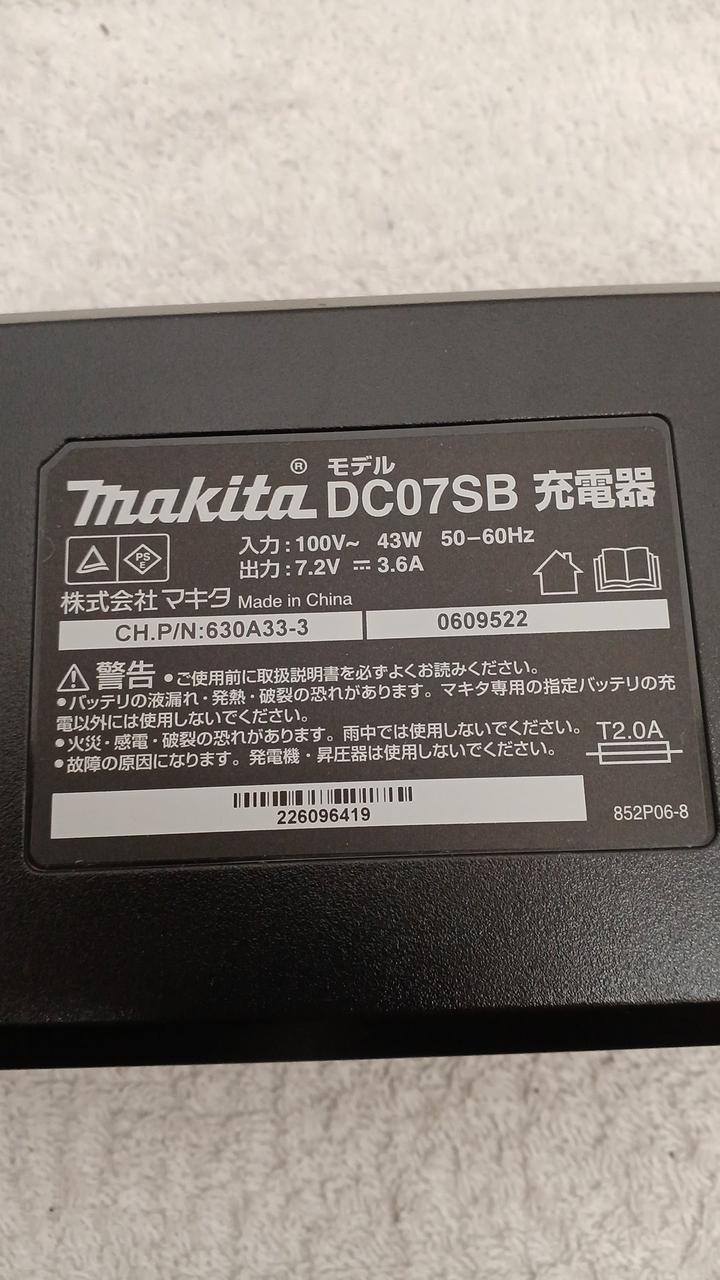 makita® モデル DC07SB 充電器
PS E
入力:100V~ 43W 50-60Hz
出力:7.2V ⎓ 3.6A
株式会社マキタ Made in China
CH.P/N:630A33-3 0609522
⚠警告 ●ご使用前に取扱説明書を必ずよくお読みください。
●バッテリの液漏れ・発熱・破裂の恐れがあります。マキタ専用の指定バッテリの充
電以外には使用しないでください。
●火災・感電・破裂の恐れがあります。雨中では使用しないでください。
●故障の原因になります。発電機・昇圧器は使用しないでください。
T2.0A
226096419
852P06-8